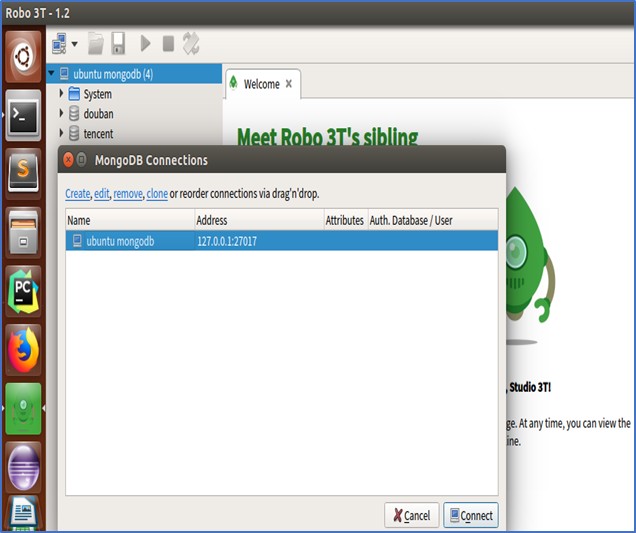 Robo 3T - 1.2
ubuntu mongodb (4)
System
douban
tencent
Welcome
Meet Robo 3T's sibling
MongoDB Connections
Create, edit, remove, clone or reorder connections via drag'n'drop.
Name Address Attributes Auth. Database / User
ubuntu mongodb 127.0.0.1:27017
, Studio 3T!
ge. At any time, you can view the
ine.
Cancel Connect
S
PC